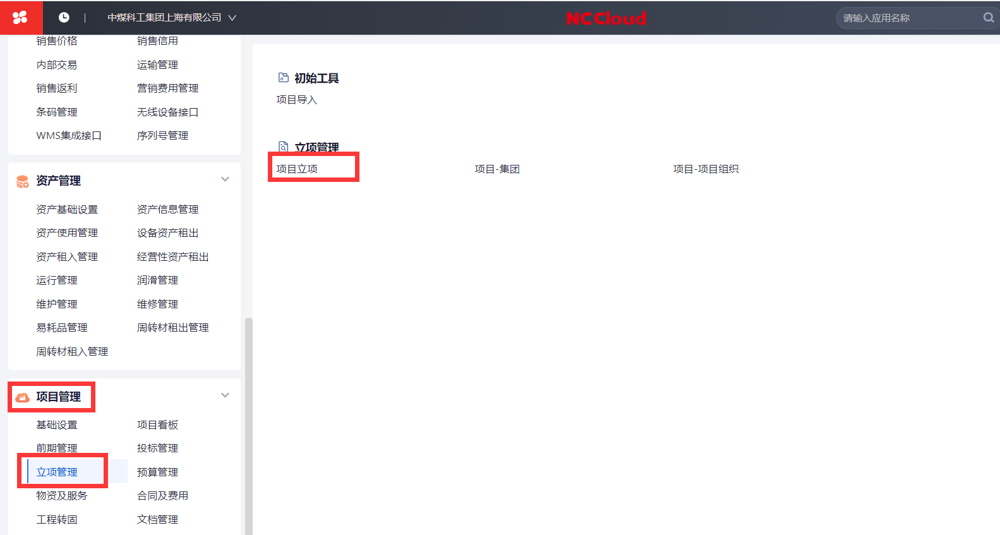 中煤科工集团上海有限公司
NCCloud
请输入应用名称
销售价格 销售信用
内部交易 运输管理
销售返利 营销费用管理
条码管理 无线设备接口
WMS集成接口 序列号管理
资产管理
资产基础设置 资产信息管理
资产使用管理 设备资产租出
资产租入管理 经营性资产租出
运行管理 润滑管理
维护管理 维修管理
易耗品管理 周转材租出管理
周转材租入管理
项目管理
基础设置 项目看板
前期管理 投标管理
立项管理 预算管理
物资及服务 合同及费用
工程转固 文档管理
初始工具
项目导入
立项管理
项目立项 项目-集团 项目-项目组织